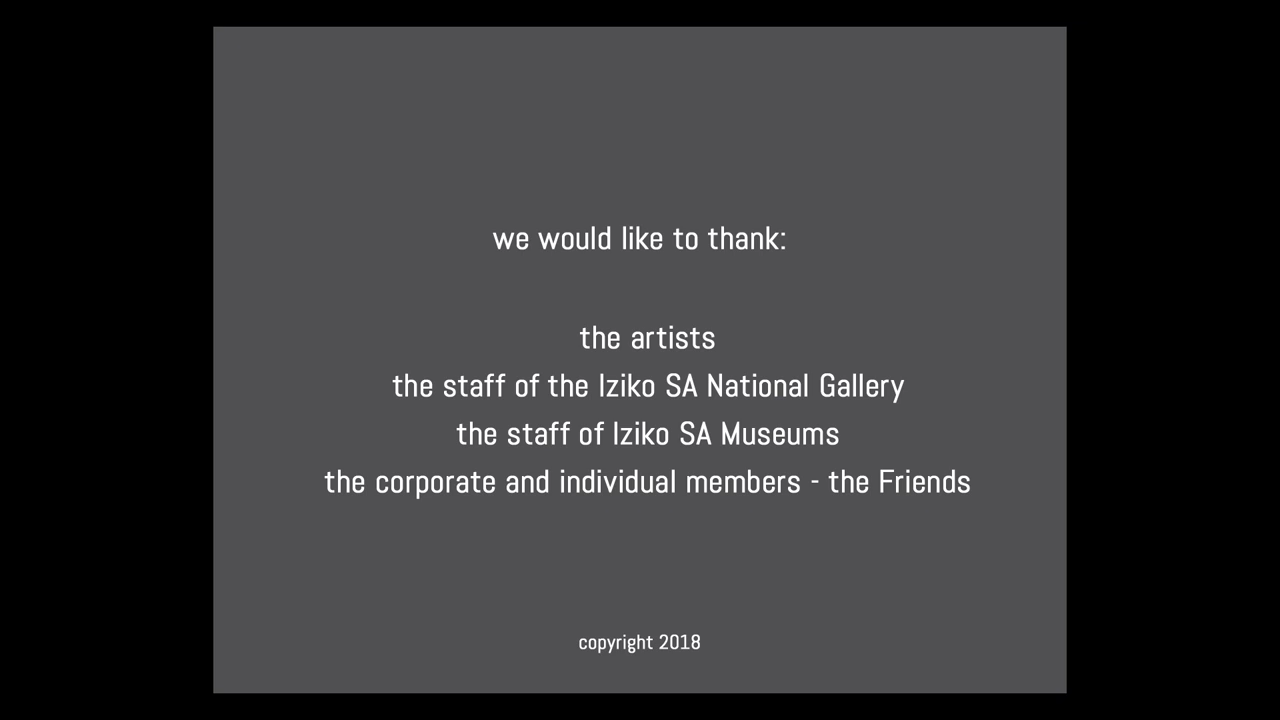 we would like to thank:
the artists
the staff of the Iziko SA National Gallery
the staff of Iziko SA Museums
the corporate and individual members - the Friends
copyright 2018